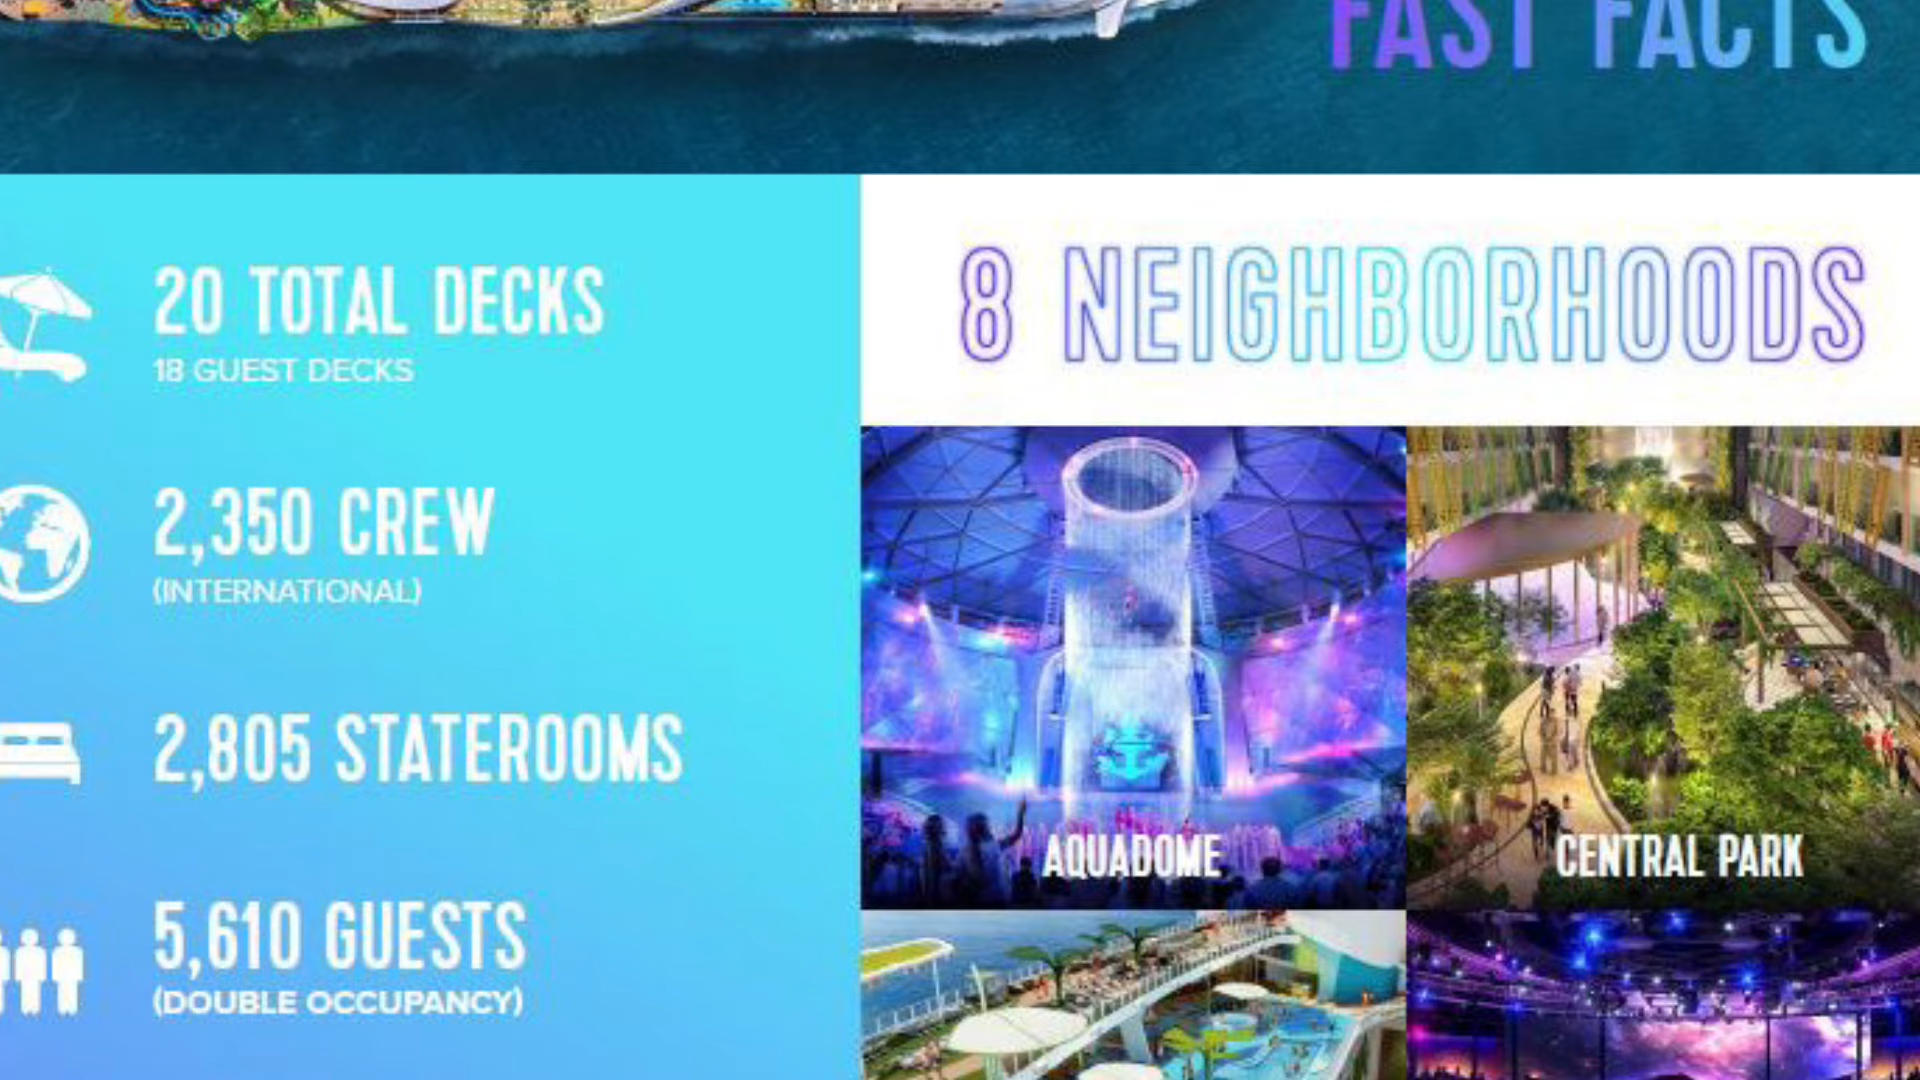 FAST FACTS
20 TOTAL DECKS
18 GUEST DECKS
2,350 CREW
(INTERNATIONAL)
2,805 STATEROOMS
5,610 GUESTS
(DOUBLE OCCUPANCY)
8 NEIGHBORHOODS
AQUADOME
CENTRAL PARK